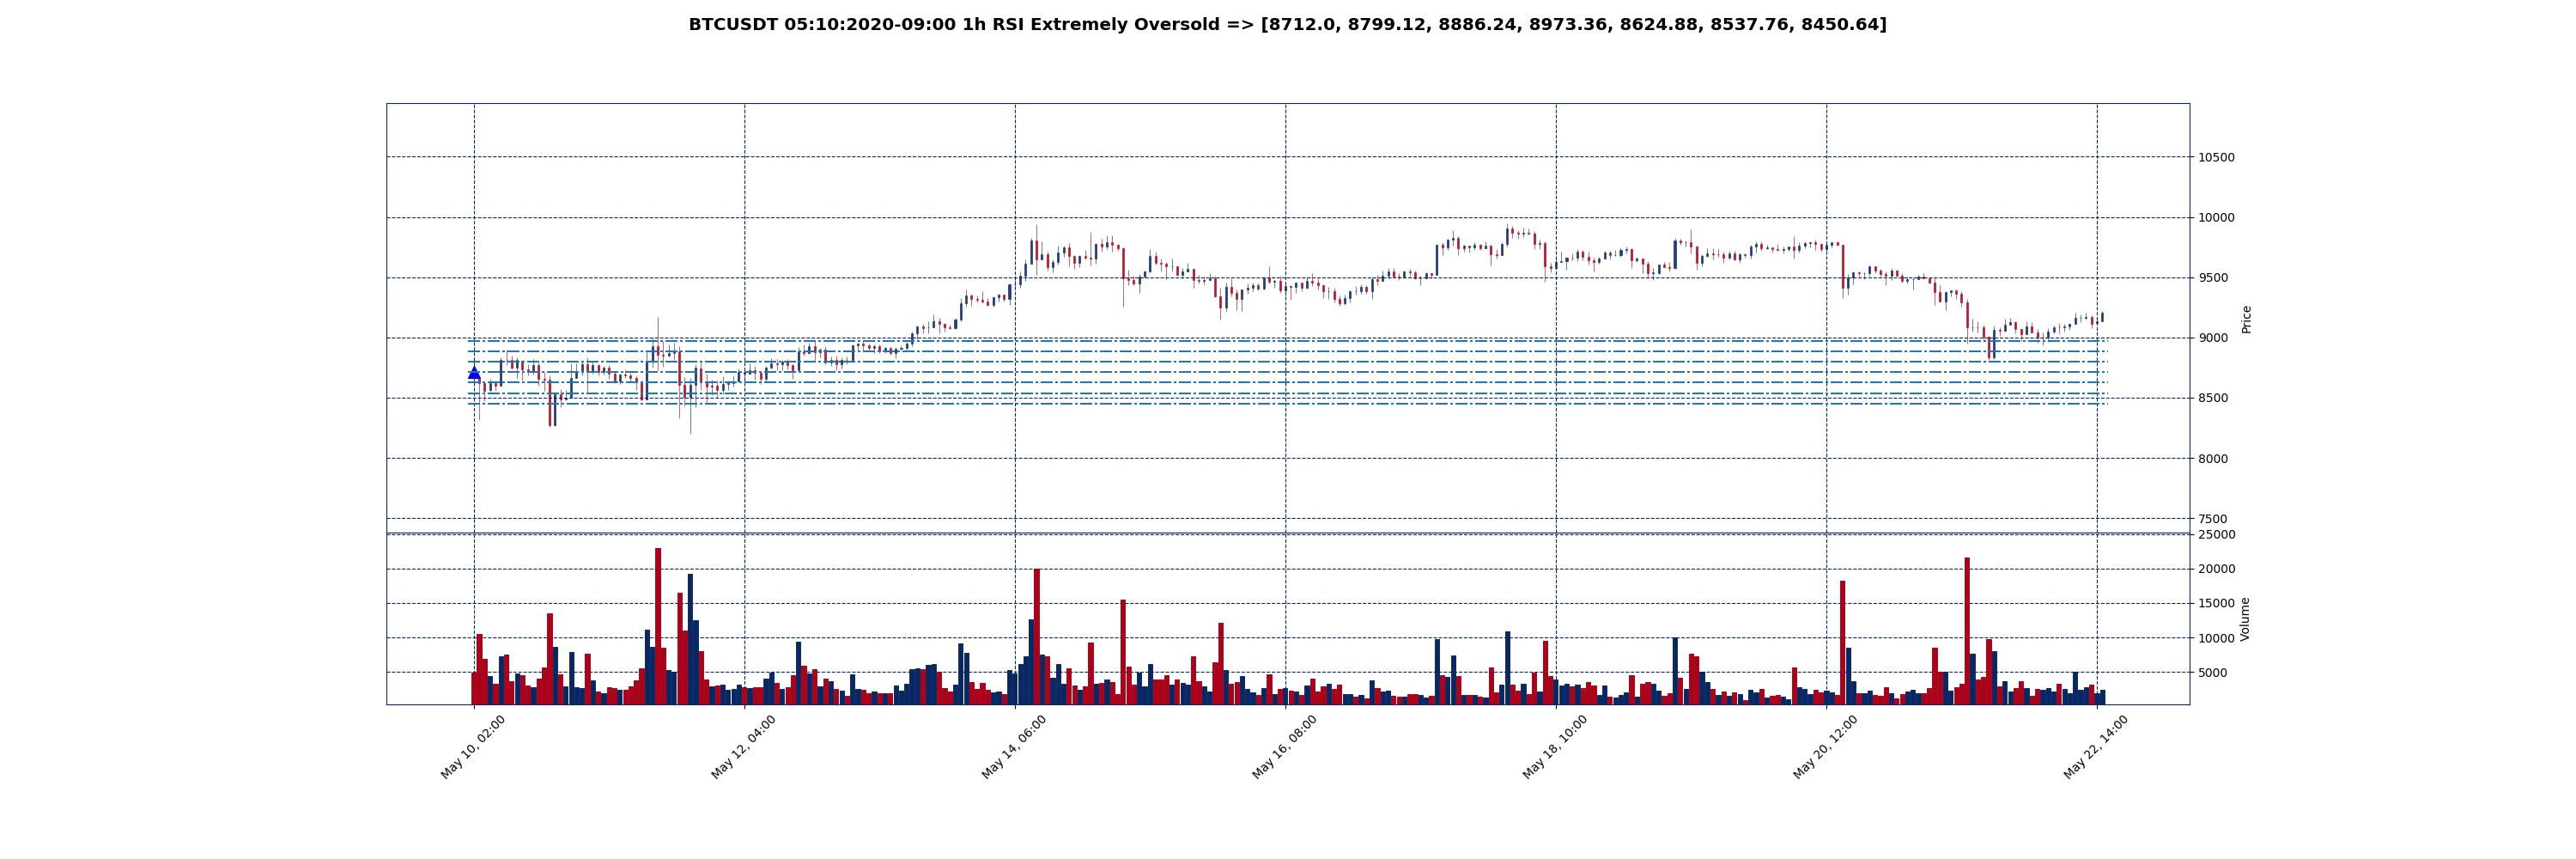 BTCUSDT 05:10:2020-09:00 1h RSI Extremely Oversold => [8712.0, 8799.12, 8886.24, 8973.36, 8624.88, 8537.76, 8450.64]
10500
10000
9500
9000
8500
8000
7500
Price
25000
20000
15000
10000
5000
Volume
May 10, 02:00
May 12, 04:00
May 14, 06:00
May 16, 08:00
May 18, 10:00
May 20, 12:00
May 22, 14:00